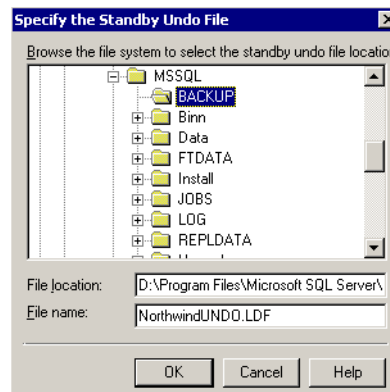 Specify the Standby Undo File
Browse the file system to select the standby undo file locatio
MSSQL
BACKUP
Binn
Data
FTDATA
Install
JOBS
LOG
REPLDATA
File location: D:\Program Files\Microsoft SQL Server\
File name: NorthwindUNDO.LDF
OK Cancel Help